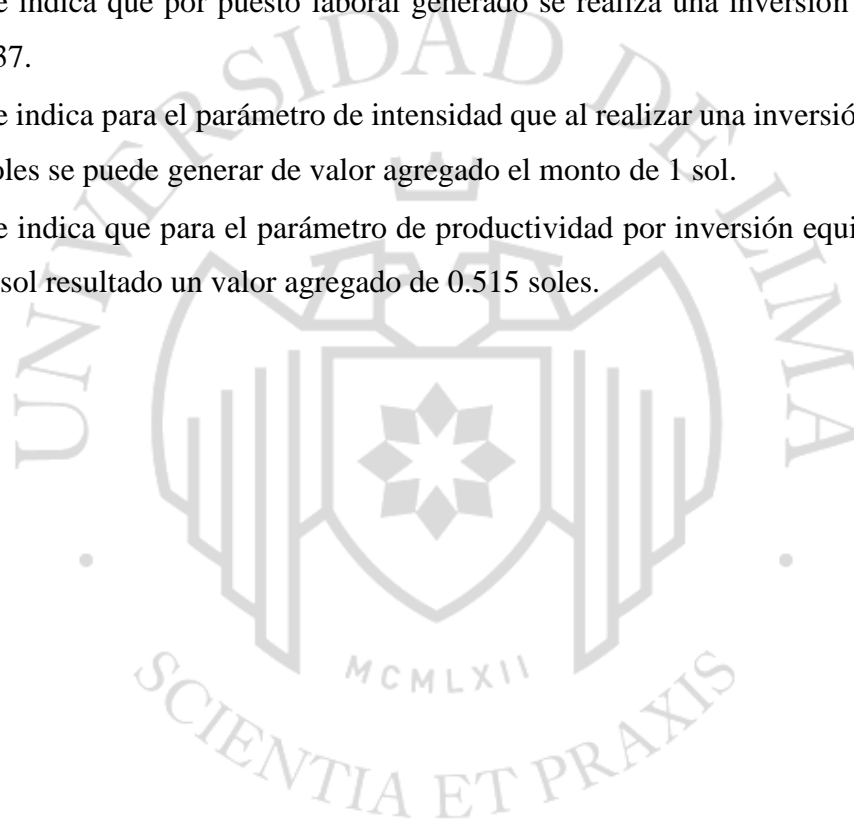 e indica que por puesto laboral generado se realiza una inversión
37.
e indica para el parámetro de intensidad que al realizar una inversió
oles se puede generar de valor agregado el monto de 1 sol.
e indica que para el parámetro de productividad por inversión equi
sol resultado un valor agregado de 0.515 soles.
UNIVERSIDAD DE LIMA
MCMLXII
SCIENTIA ET PRAXIS